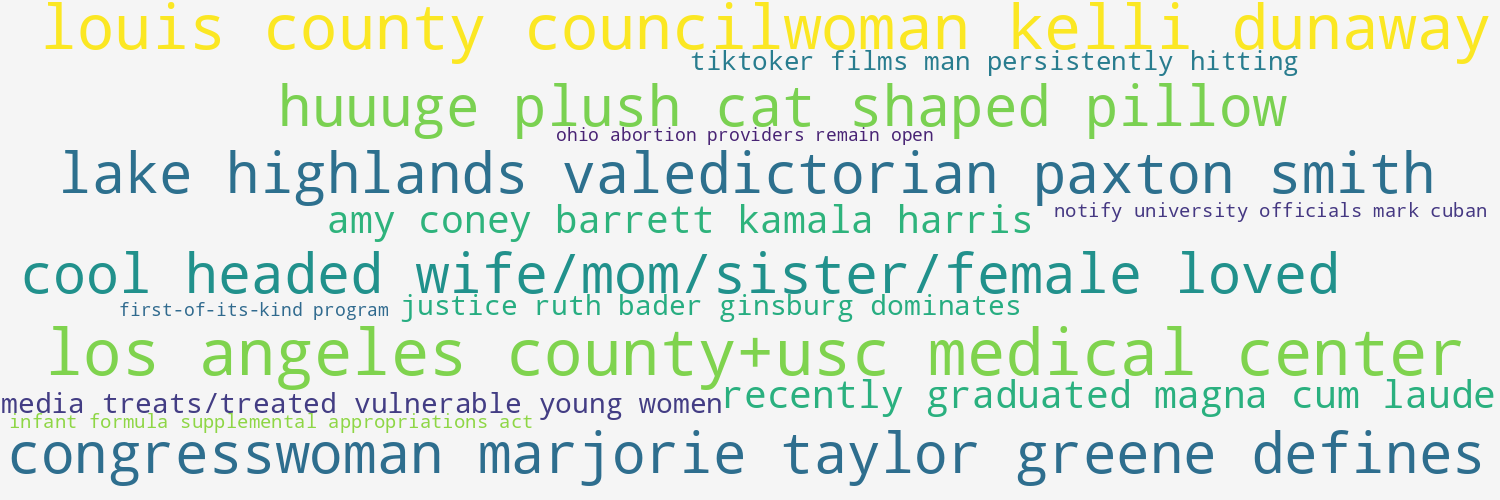 louis county councilwoman kelli dunaway
tiktoker films man persistently hitting
huuuge plush cat shaped pillow
ohio abortion providers remain open
lake highlands valedictorian paxton smith
amy coney barrett kamala harris
notify university officials mark cuban
cool headed wife/mom/sister/female loved
first-of-its-kind program
justice ruth bader ginsburg dominates
los angeles county+usc medical center
media treats/treated vulnerable young women
recently graduated magna cum laude
infant formula supplemental appropriations act
congresswoman marjorie taylor greene defines